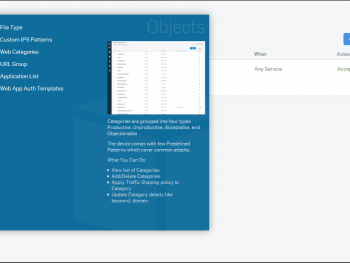 Objects
File Type
Custom IPS Patterns
Web Categories
URL Group
Application List
Web App Auth Templates
Categories are grouped into four types
Productive, Unproductive, Acceptable, and
Objectionable
The device comes with few Predefined
Patterns which cover common attacks.
What You Can Do:
View list of Categories
Add/Delete Categories
Apply Traffic Shaping policy to
Category
Update Category details like
keyword, domain.
What
Any Service